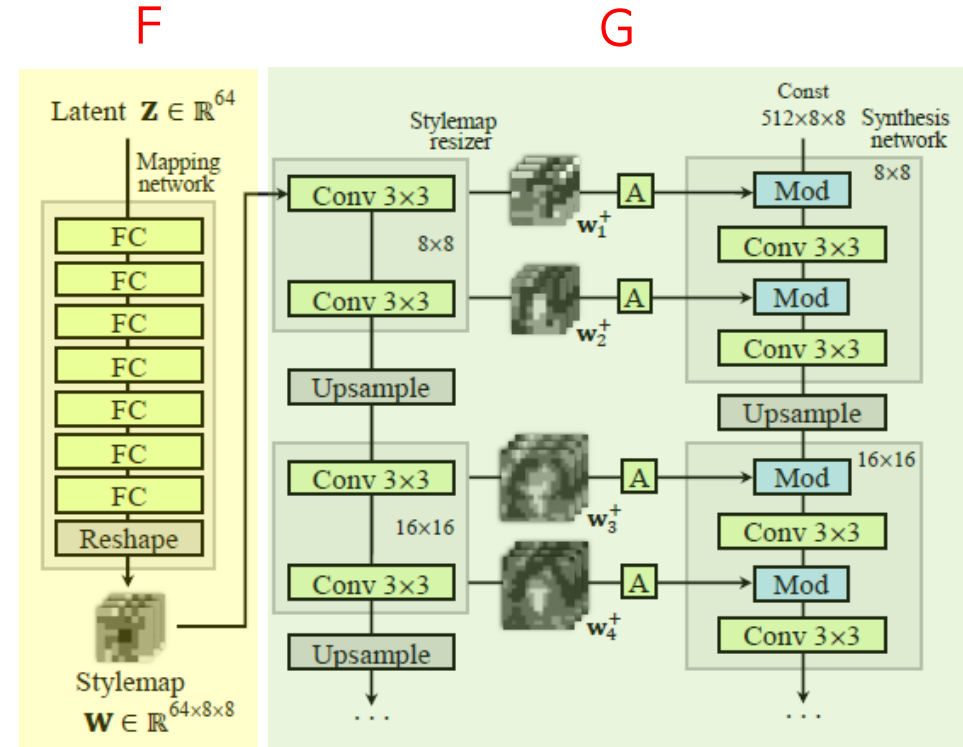 F
G
Latent Z ∈ ℝ^64
Mapping
network
FC
FC
FC
FC
FC
FC
FC
Reshape
Stylemap
W ∈ ℝ^64×8×8
Stylemap
resizer
Conv 3×3
8×8
Conv 3×3
Upsample
Conv 3×3
16×16
Conv 3×3
Upsample
...
w₁⁺
A
w₂⁺
A
w₃⁺
A
w₄⁺
A
Const
512×8×8
Synthesis
network
8×8
Mod
Conv 3×3
Mod
Conv 3×3
Upsample
16×16
Mod
Conv 3×3
Mod
Conv 3×3
...